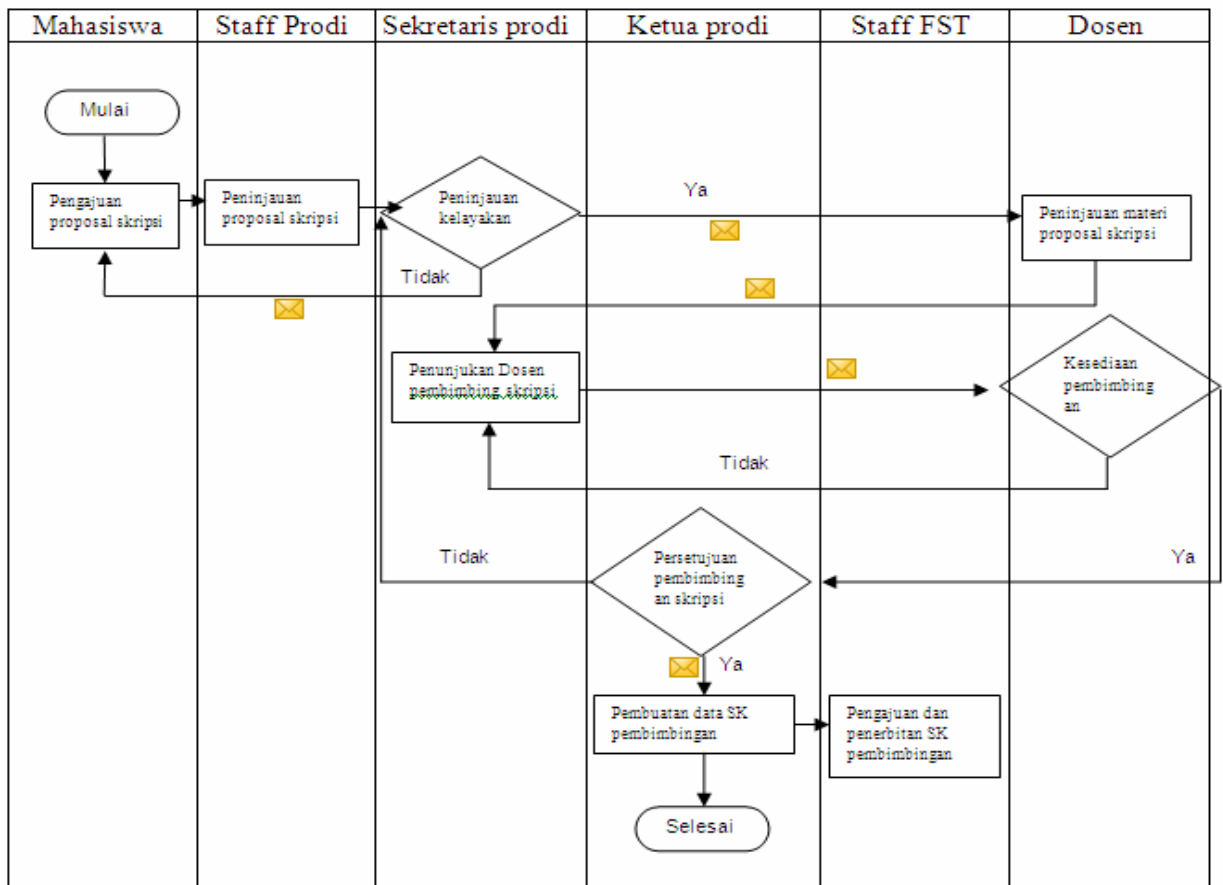 Mahasiswa
Staff Prodi
Sekretaris prodi
Ketua prodi
Staff FST
Dosen
Mulai
Pengajuan
proposal skripsi
Peninjauan
proposal skripsi
Peninjauan
kelayakan
Ya
Peninjauan materi
proposal skripsi
Tidak
Penunjukan Dosen
pembimbing skripsi
Kesediaan
pembimbing
an
Tidak
Tidak
Persetujuan
pembimbing
an skripsi
Ya
Ya
Pembuatan data SK
pembimbingan
Pengajuan dan
penerbitan SK
pembimbingan
Selesai